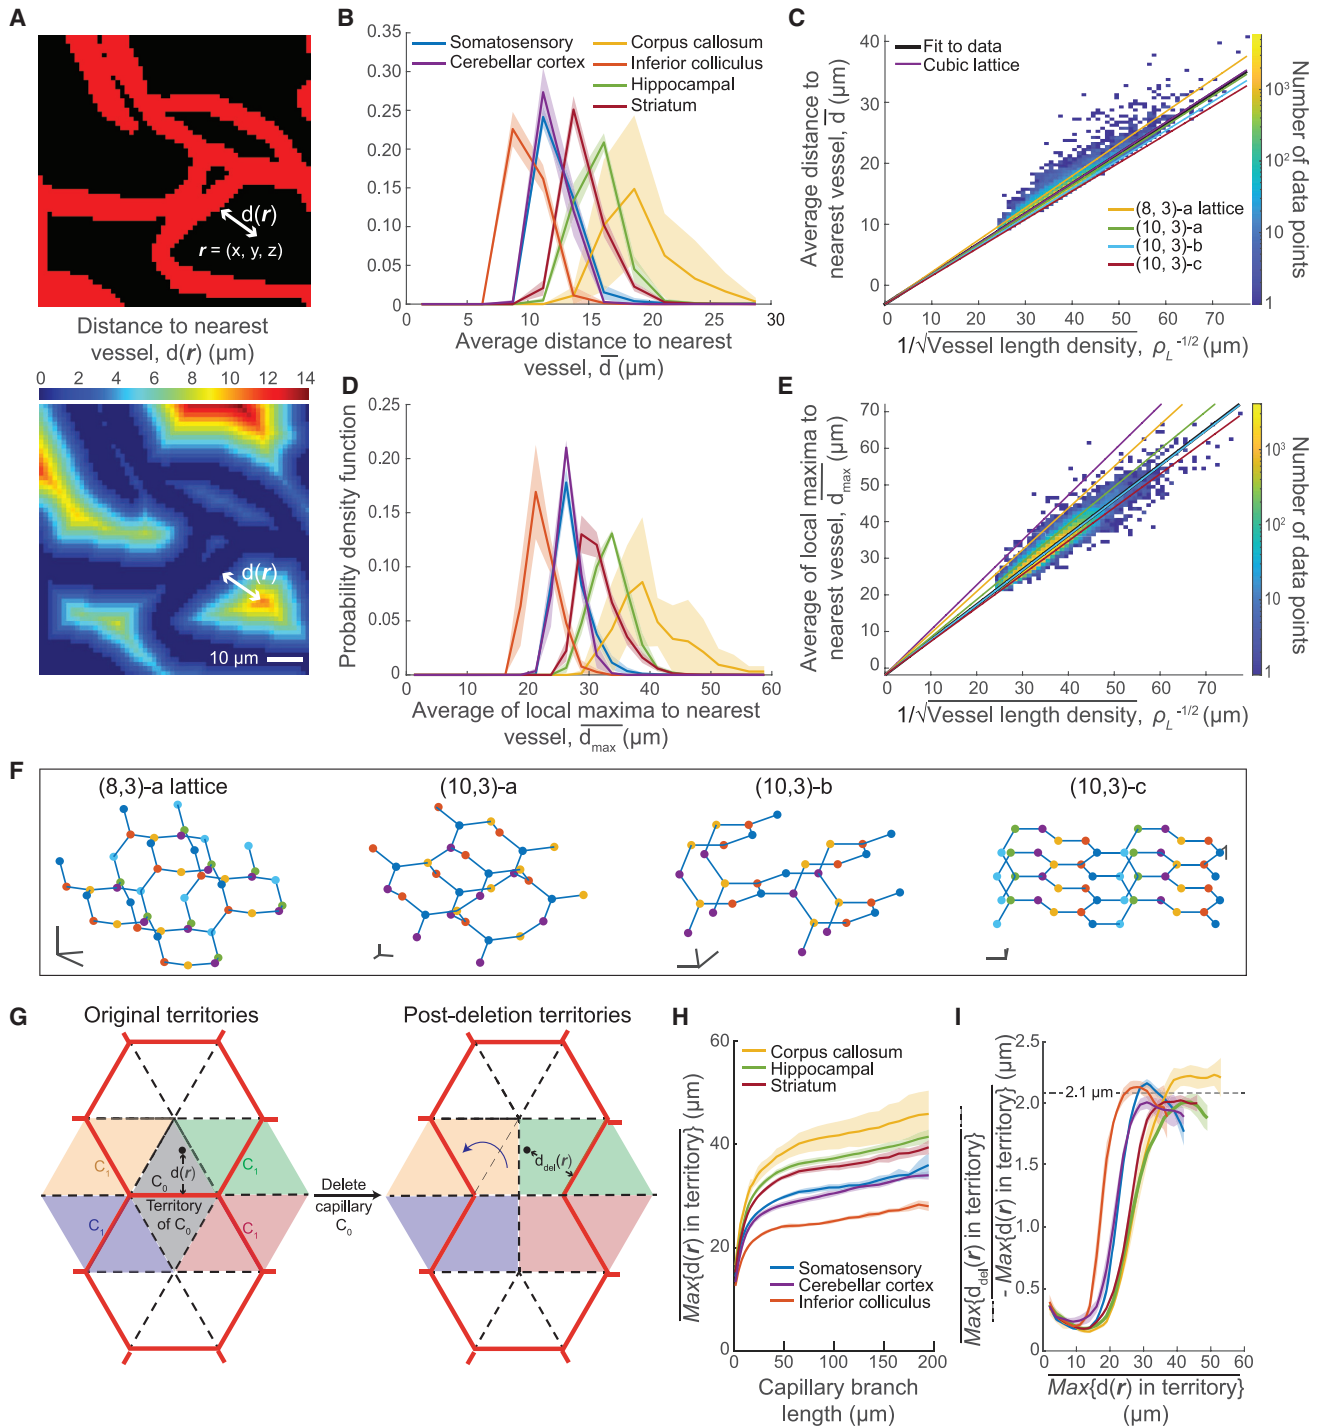 A
d(r)
r = (x, y, z)
Distance to nearest
vessel, d(r) (µm)
0 2 4 6 8 10 12 14
d(r)
10 µm
B
0.35
0.30
0.25
0.20
0.15
0.10
0.05
0
Somatosensory
Cerebellar cortex
Corpus callosum
Inferior colliculus
Hippocampal
Striatum
0 5 10 15 20 25 30
Average distance to nearest
vessel, d (µm)
C
Average distance to
nearest vessel, d (µm)
40
30
20
10
0
Fit to data
Cubic lattice
(8, 3)-a lattice
(10, 3)-a
(10, 3)-b
(10, 3)-c
0 10 20 30 40 50 60 70
1/√Vessel length density, ρL^-1/2 (µm)
10³
10²
10
1
Number of data points
D
Probability density function
0.25
0.20
0.15
0.10
0.05
0
0 10 20 30 40 50 60
Average of local maxima to nearest
vessel, dmax (µm)
E
Average of local maxima to
nearest vessel, dmax (µm)
70
60
50
40
30
20
10
0
0 10 20 30 40 50 60 70
1/√Vessel length density, ρL^-1/2 (µm)
10³
10²
10
1
Number of data points
F
(8,3)-a lattice
(10,3)-a
(10,3)-b
(10,3)-c
G
Original territories
Post-deletion territories
C1
C1
C0
d(r)
Territory
of C0
C1
C1
Delete
capillary
C0
ddel(r)
H
Max{d(r) in territory} (µm)
60
40
20
0
Corpus callosum
Hippocampal
Striatum
Somatosensory
Cerebellar cortex
Inferior colliculus
0 50 100 150 200
Capillary branch
length (µm)
I
Max{ddel(r) in territory}
- Max{d(r) in territory} (µm)
2.5
2.0
1.5
1.0
0.5
0
2.1 µm
0 10 20 30 40 50 60
Max{d(r) in territory}
(µm)